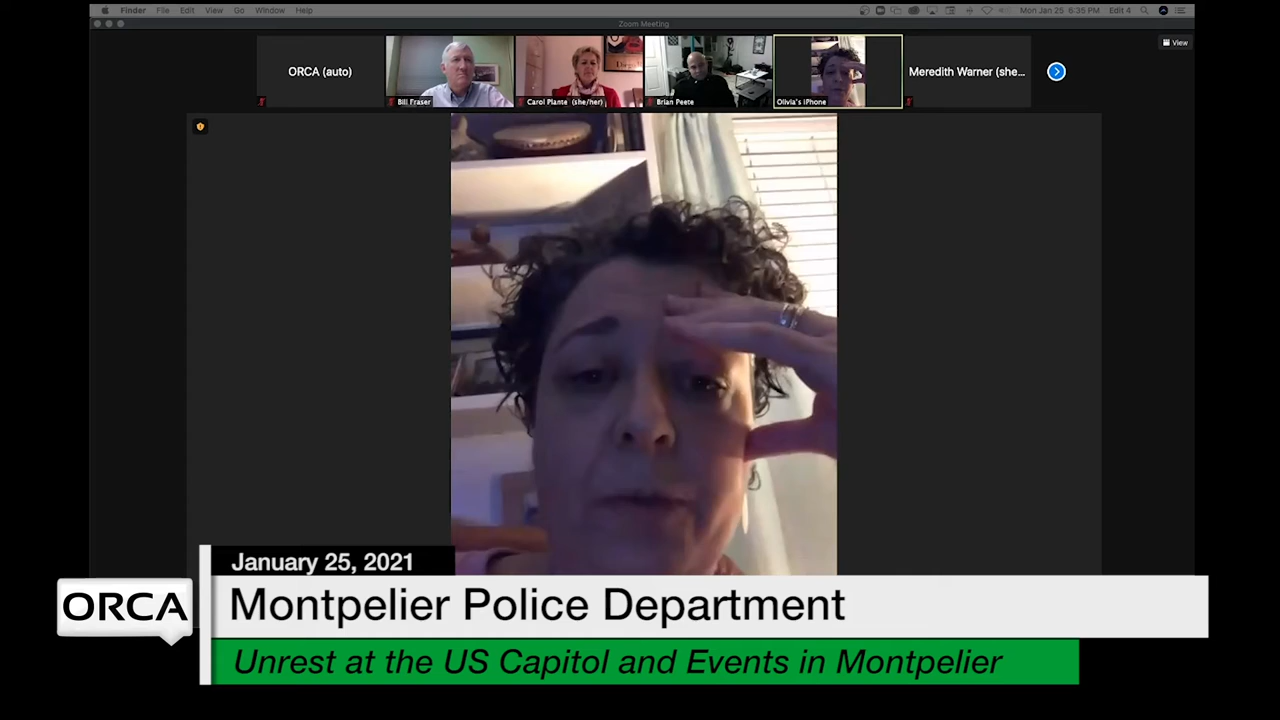 Finder File Edit View Go Window Help
Mon Jan 25 6:35 PM Edit 4
Zoom Meeting
View
ORCA (auto)
Bill Fraser
Carol Plante (she/her)
Brian Peete
Olivia's iPhone
Meredith Warner (she...
January 25, 2021
ORCA
Montpelier Police Department
Unrest at the US Capitol and Events in Montpelier